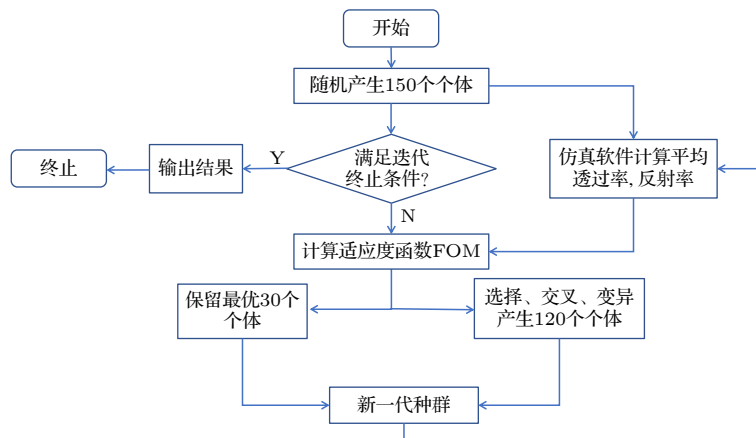 开始
随机产生150个个体
满足迭代
终止条件?
Y
输出结果
终止
仿真软件计算平均
透过率, 反射率
N
计算适应度函数FOM
保留最优30个
个体
选择、交叉、变异
产生120个个体
新一代种群